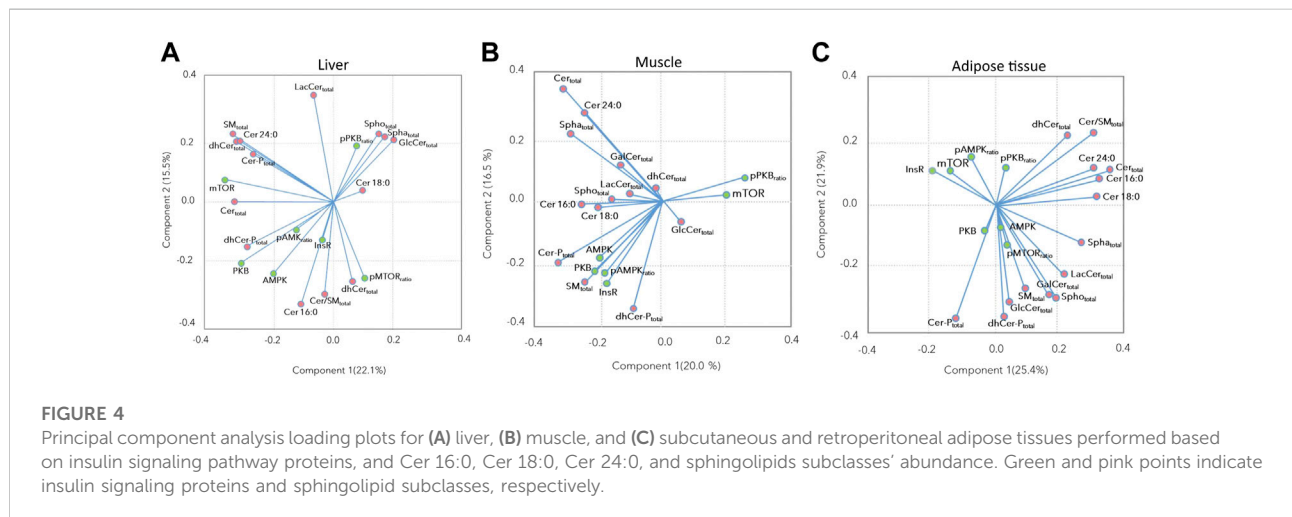 A
Liver
0.4
0.2
0.0
-0.2
-0.4
-0.4
-0.2
0.0
0.2
0.4
Component 2 (15.5%)
Component 1(22.1%)
LacCertotal
SMtotal
Cer 24:0
dhCertotal
Cer-Ptotal
mTOR
Certotal
dhCer-Ptotal
pAMKratio
InsR
PKB
AMPK
Cer 16:0
Cer/SMtotal
dhCertotal
pMTORratio
Cer 18:0
pPKBratio
Sphototal
Sphatotal
GlcCertotal
B
Muscle
0.4
0.2
0.0
-0.2
-0.4
-0.4
-0.2
0.0
0.2
0.4
Component 2 (16.5 %)
Component 1(20.0 %)
Certotal
Cer 24:0
Sphatotal
GalCertotal
dhCertotal
LacCertotal
Sphototal
Cer 16:0
Cer 18:0
pPKBratio
mTOR
GlcCertotal
Cer-Ptotal
AMPK
PKB
pAMPKratio
SMtotal
InsR
dhCer-Ptotal
C
Adipose tissue
0.4
0.2
0.0
-0.2
-0.4
-0.4
-0.2
0.0
0.2
0.4
Component 2 (21.9%)
Component 1(25.4%)
dhCertotal
Cer/SMtotal
pAMPKratio
pPKBratio
mTOR
InsR
Cer 24:0
Certotal
Cer 16:0
Cer 18:0
PKB
AMPK
pMTORratio
Sphatotal
LacCertotal
GalCertotal
SMtotal
Sphototal
GlcCertotal
Cer-Ptotal
dhCer-Ptotal
FIGURE 4
Principal component analysis loading plots for (A) liver, (B) muscle, and (C) subcutaneous and retroperitoneal adipose tissues performed based
on insulin signaling pathway proteins, and Cer 16:0, Cer 18:0, Cer 24:0, and sphingolipids subclasses’ abundance. Green and pink points indicate
insulin signaling proteins and sphingolipid subclasses, respectively.